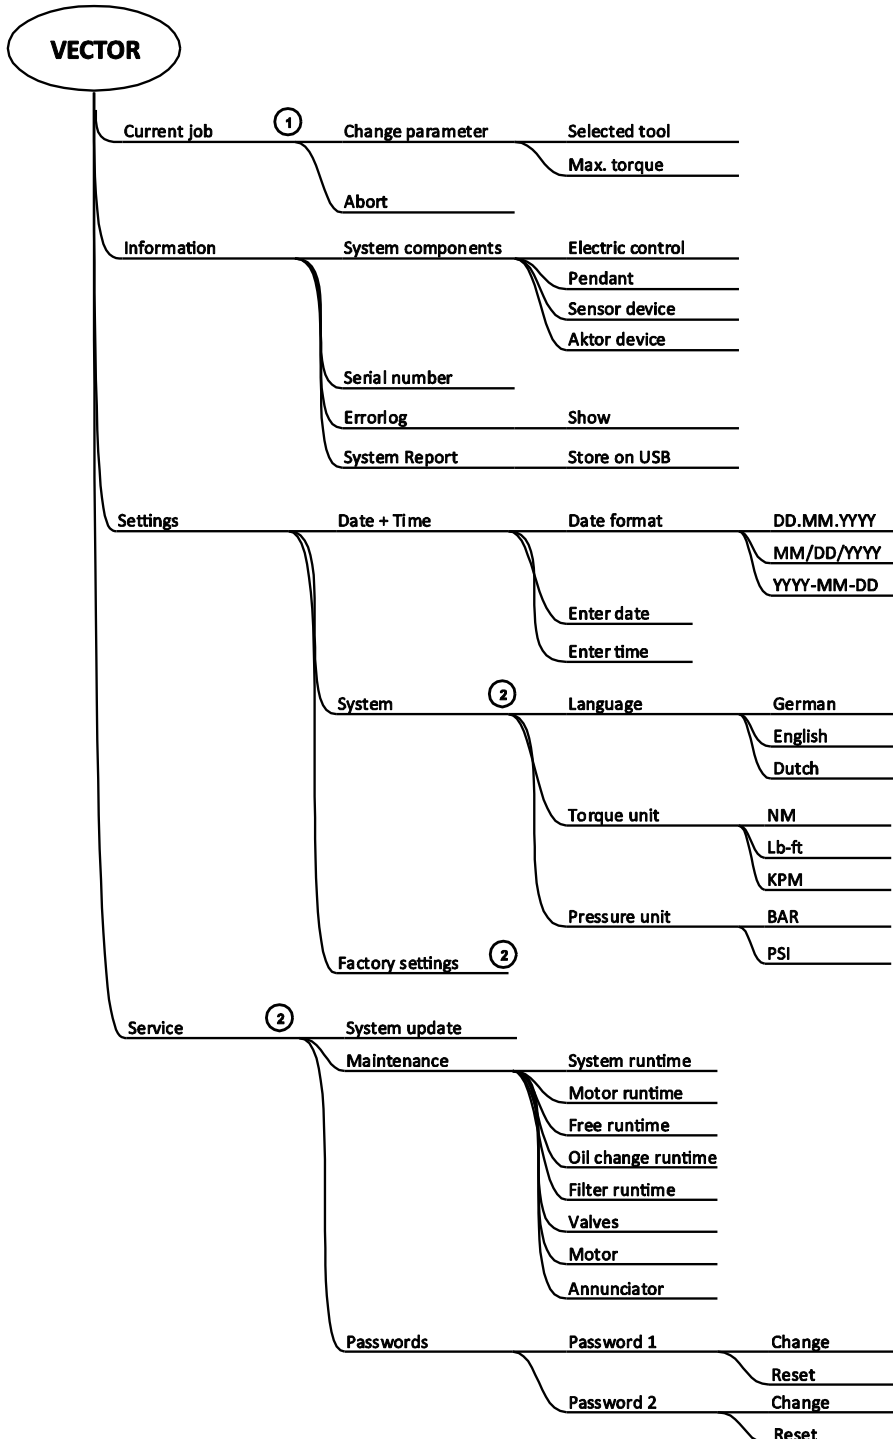 VECTOR
Current job ① Change parameter Selected tool
Max. torque
Abort
Information System components Electric control
Pendant
Sensor device
Aktor device
Serial number
Errorlog Show
System Report Store on USB
Settings Date + Time Date format DD.MM.YYYY
MM/DD/YYYY
YYYY-MM-DD
Enter date
Enter time
System ② Language German
English
Dutch
Torque unit NM
Lb-ft
KPM
Pressure unit BAR
PSI
Factory settings ②
Service ② System update
Maintenance System runtime
Motor runtime
Free runtime
Oil change runtime
Filter runtime
Valves
Motor
Annunciator
Passwords Password 1 Change
Reset
Password 2 Change
Reset